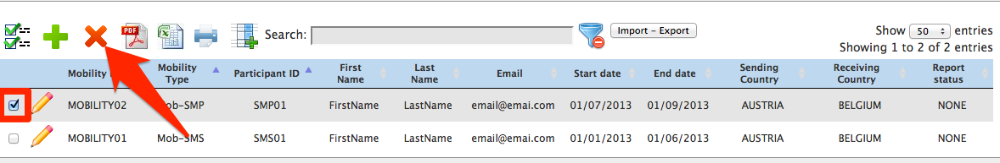 PDF
Search:
Import - Export
Show 50 entries
Showing 1 to 2 of 2 entries
Mobility Mobility Type Participant ID First Name Last Name Email Start date End date Sending Country Receiving Country Report status
MOBILITY02 Mob-SMP SMP01 FirstName LastName email@emai.com 01/07/2013 01/09/2013 AUSTRIA BELGIUM NONE
MOBILITY01 Mob-SMS SMS01 FirstName LastName email@emai.com 01/01/2013 01/06/2013 AUSTRIA BELGIUM NONE